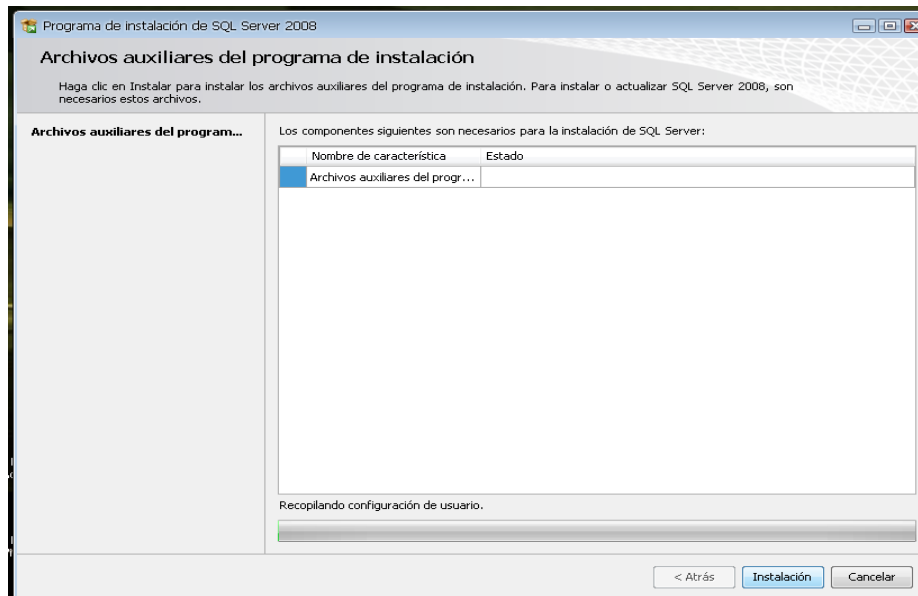 Programa de instalación de SQL Server 2008
Archivos auxiliares del programa de instalación
Haga clic en Instalar para instalar los archivos auxiliares del programa de instalación. Para instalar o actualizar SQL Server 2008, son
necesarios estos archivos.
Archivos auxiliares del program...
Los componentes siguientes son necesarios para la instalación de SQL Server:
Nombre de característica Estado
Archivos auxiliares del progr...
Recopilando configuración de usuario.
< Atrás Instalación Cancelar